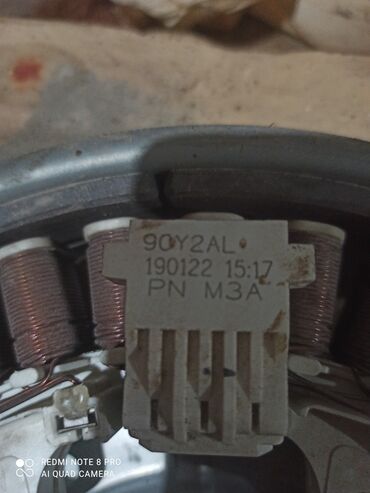 90Y2AL
190122 15:17
PN M3A
REDMI NOTE 8 PRO
AI QUAD CAMERA